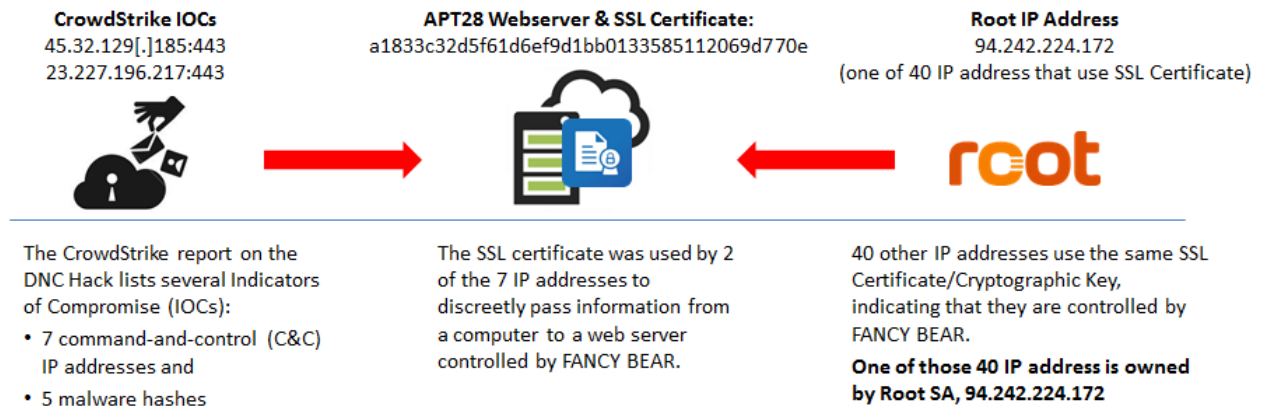 CrowdStrike IOCs
45.32.129[.]185:443
23.227.196.217:443
APT28 Webserver & SSL Certificate:
a1833c32d5f61d6ef9d1bb0133585112069d770e
Root IP Address
94.242.224.172
(one of 40 IP address that use SSL Certificate)
root
The CrowdStrike report on the
DNC Hack lists several Indicators
of Compromise (IOCs):
• 7 command-and-control (C&C)
IP addresses and
• 5 malware hashes
The SSL certificate was used by 2
of the 7 IP addresses to
discreetly pass information from
a computer to a web server
controlled by FANCY BEAR.
40 other IP addresses use the same SSL
Certificate/Cryptographic Key,
indicating that they are controlled by
FANCY BEAR.
One of those 40 IP address is owned
by Root SA, 94.242.224.172